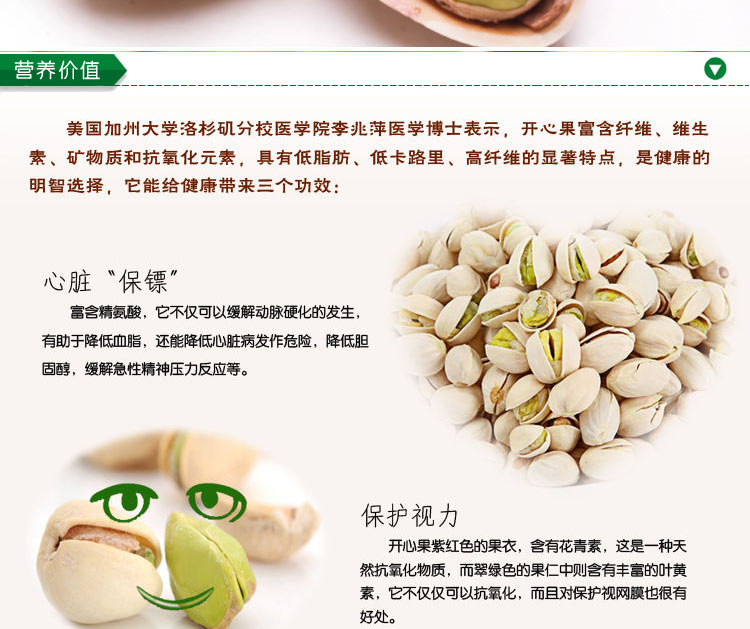 营养价值
美国加州大学洛杉矶分校医学院李兆萍医学博士表示，开心果富含纤维、维生
素、矿物质和抗氧化元素，具有低脂肪、低卡路里、高纤维的显著特点，是健康的
明智选择，它能给健康带来三个功效：
心脏“保镖”
富含精氨酸，它不仅可以缓解动脉硬化的发生，
有助于降低血脂，还能降低心脏病发作危险，降低胆
固醇，缓解急性精神压力反应等。
保护视力
开心果紫红色的果衣，含有花青素，这是一种天
然抗氧化物质，而翠绿色的果仁中则含有丰富的叶黄
素，它不仅仅可以抗氧化，而且对保护视网膜也很有
好处。